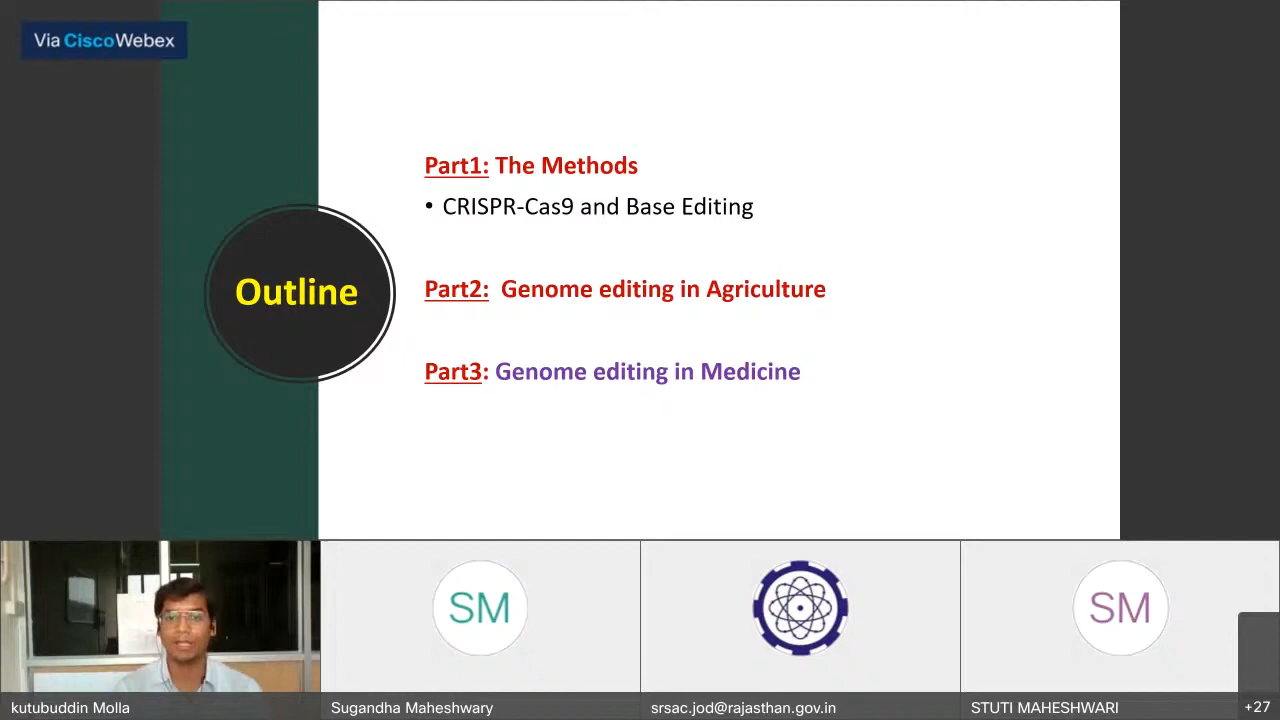 Via CiscoWebex
Part1: The Methods
• CRISPR-Cas9 and Base Editing
Outline
Part2: Genome editing in Agriculture
Part3: Genome editing in Medicine
SM
SM
kutubuddin Molla
Sugandha Maheshwary
srsac.jod@rajasthan.gov.in
STUTI MAHESHWARI
+27